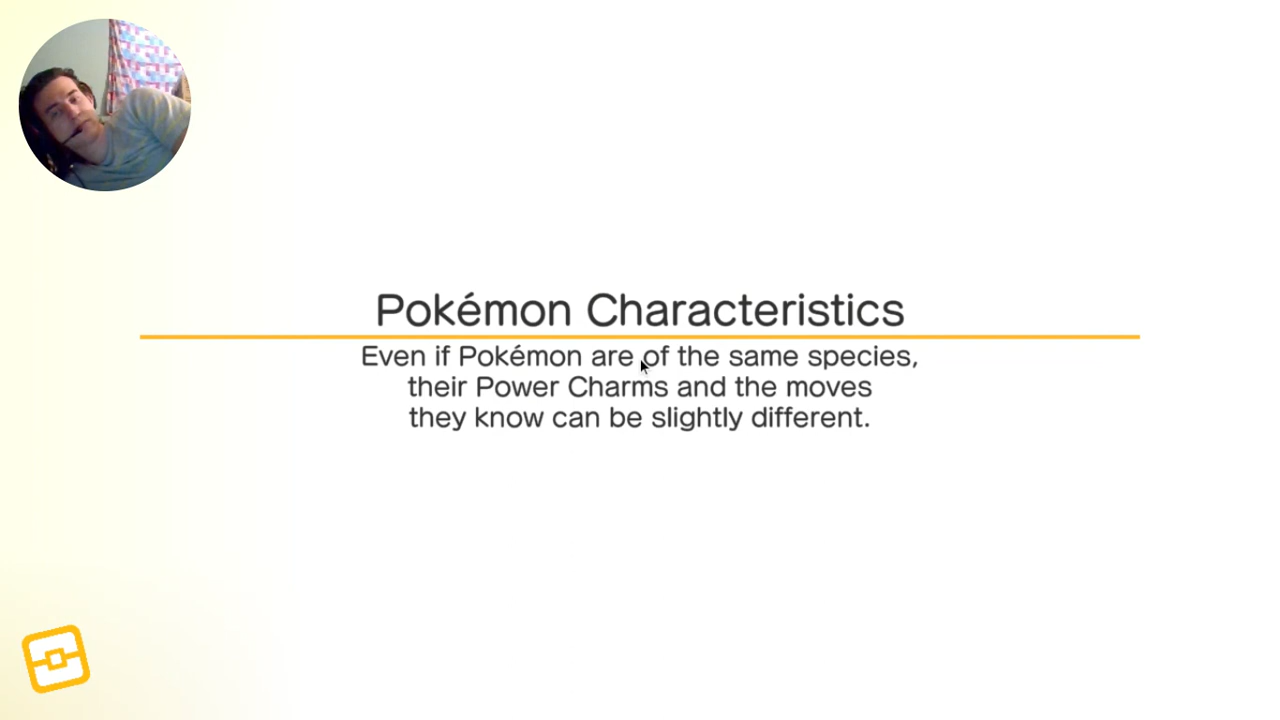 Pokémon Characteristics
Even if Pokémon are of the same species,
their Power Charms and the moves
they know can be slightly different.